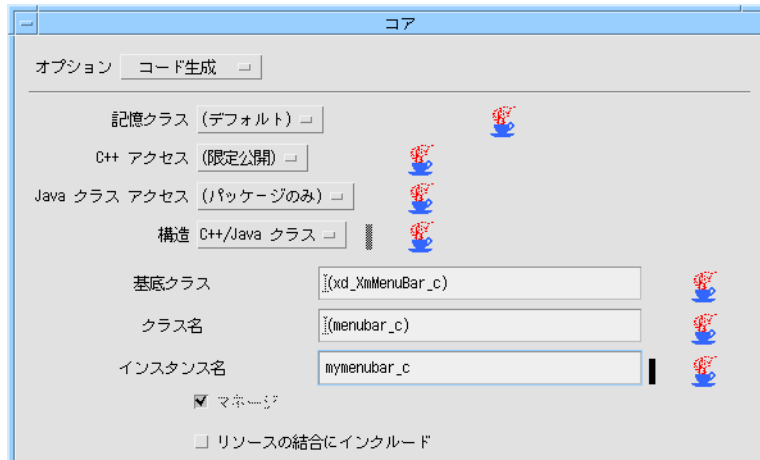 コア
オプション コード生成
記憶クラス (デフォルト)
C++ アクセス (限定公開)
Java クラス アクセス (パッケージのみ)
構造 C++/Java クラス
基底クラス (xd_XmMenuBar_c)
クラス名 (menubar_c)
インスタンス名 mymenubar_c
マネージ
リソースの結合にインクルード